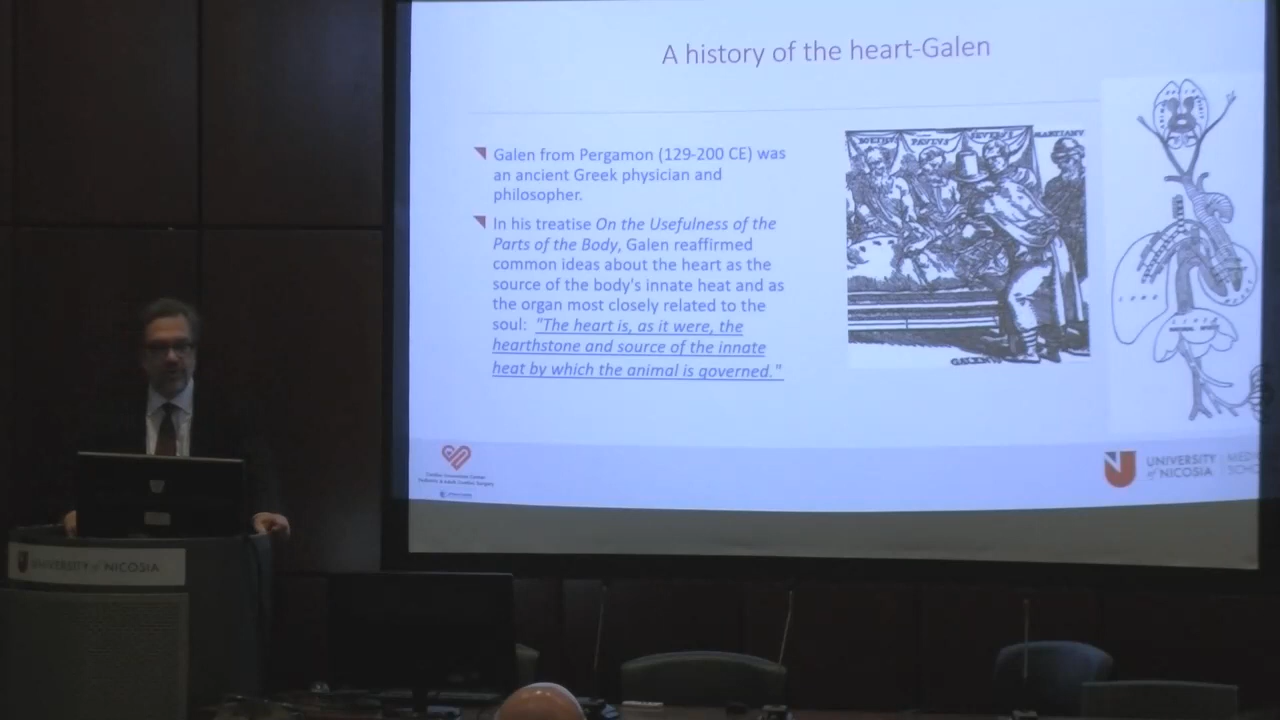 A history of the heart-Galen
Galen from Pergamon (129-200 CE) was
an ancient Greek physician and
philosopher.
In his treatise On the Usefulness of the
Parts of the Body, Galen reaffirmed
common ideas about the heart as the
source of the body's innate heat and as
the organ most closely related to the
soul: "The heart is, as it were, the
hearthstone and source of the innate
heat by which the animal is governed."
PAVLVS
GALEN
UNIVERSITY
of NICOSIA
UNIVERSITY of NICOSIA